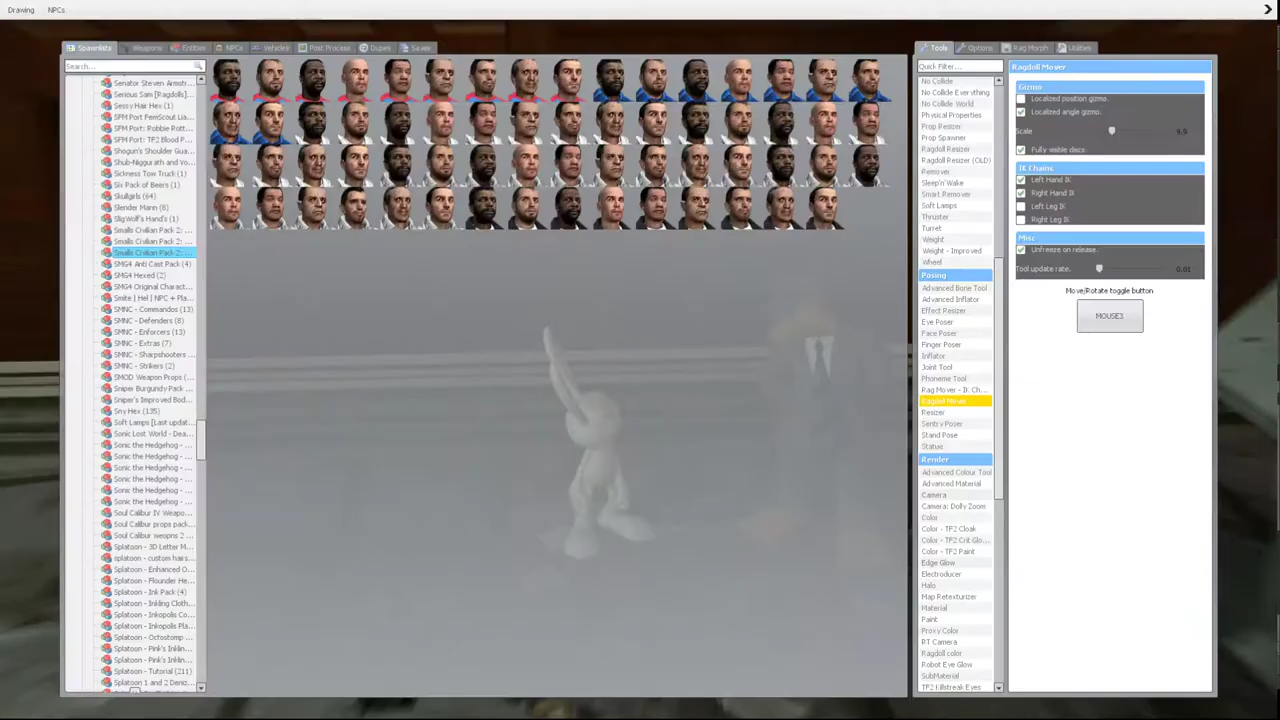 Drawing NPCs
Spawnlists Weapons Entities NPCs Vehicles Post Process Dupes Saves
Search...
Senator Steven Armstr...
Serious Sam [Ragdolls]...
Sessy Hair Hex (1)
SFM Port FemScout Lia...
SFM Port: Robbie Rott...
SFM Port: TF2 Blood P...
Shogun's Shoulder Gua...
Shub-Niggurath and Vo...
Sickness Tow Truck (1)
Six Pack of Beers (1)
Skullgirls (64)
Slender Mann (8)
Slig Wolf's Hand's (1)
Smalls Civilian Pack 2: ...
Smalls Civilian Pack 2: ...
Smalls Civilian Pack 2: ...
SMG4 Anti Cast Pack (4)
SMG4 Hexed (2)
SMG4 Original Charact...
Smite | Hel | NPC + Pla...
SMNC - Commandos (13)
SMNC - Defenders (8)
SMNC - Enforcers (13)
SMNC - Extras (7)
SMNC - Sharpshooters ...
SMNC - Strikers (2)
SMOD Weapon Props (...
Sniper Burgundy Pack ...
Sniper's Improved Bod...
Sny Hex (135)
Soft Lamps [Last updat...
Sonic Lost World - Dea...
Sonic the Hedgehog - ...
Sonic the Hedgehog - ...
Sonic the Hedgehog - ...
Sonic the Hedgehog - ...
Sonic the Hedgehog - ...
Sonic the Hedgehog - ...
Soul Calibur IV Weapo...
Soul Calibur props pack...
Soul Calibur weopns 2 ...
Splatoon - 3D Letter M...
splatoon - custom hairs...
Splatoon - Enhanced O...
Splatoon - Flounder He...
Splatoon - Ink Pack (4)
Splatoon - Inkling Cloth...
Splatoon - Inkopolis Co...
Splatoon - Inkopolis Pla...
Splatoon - Octostomp ...
Splatoon - Pink's Inklin...
Splatoon - Pink's Inklin...
Splatoon - Tutorial (211)
Splatoon 1 and 2 Deniz...
Tools Options Rag Morph Utilities
Quick Filter...
No Collide
No Collide Everything
No Collide World
Physical Properties
Prop Resizer
Prop Spawner
Ragdoll Resizer
Ragdoll Resizer (OLD)
Remover
Sleep'n'Wake
Smart Remover
Soft Lamps
Thruster
Turret
Weight
Weight - Improved
Wheel
Posing
Advanced Bone Tool
Advanced Inflator
Effect Resizer
Eye Poser
Face Poser
Finger Poser
Inflator
Joint Tool
Phoneme Tool
Rag Mover - IK Ch...
Ragdoll Mover
Resizer
Sentry Poser
Stand Pose
Statue
Render
Advanced Colour Tool
Advanced Material
Camera
Camera: Dolly Zoom
Color
Color - TF2 Cloak
Color - TF2 Crit Glo...
Color - TF2 Paint
Edge Glow
Electroducer
Halo
Map Retexturizer
Material
Paint
Proxy Color
RT Camera
Ragdoll color
Robot Eye Glow
SubMaterial
TF2 Killstreak Eyes
Ragdoll Mover
Gizmo
Localized position gizmo.
Localized angle gizmo.
Scale 9.9
Fully visible discs.
IK Chains
Left Hand IK
Right Hand IK
Left Leg IK
Right Leg IK
Misc
Unfreeze on release.
Tool update rate. 0.01
Move/Rotate toggle button
MOUSE3